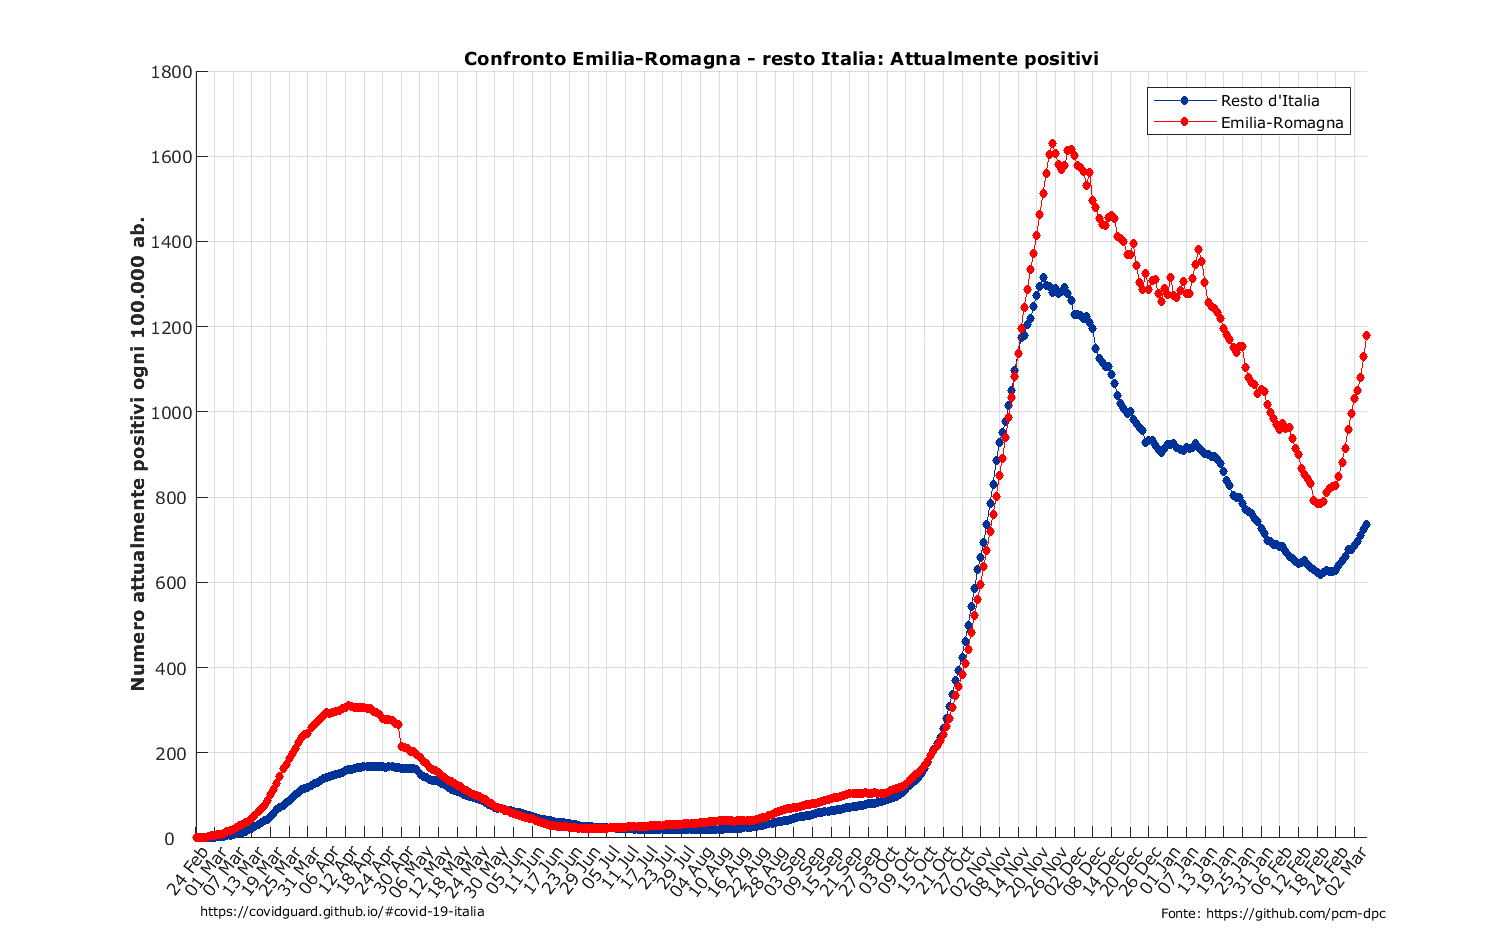 Confronto Emilia-Romagna - resto Italia: Attualmente positivi
Resto d'Italia
Emilia-Romagna
Numero attualmente positivi ogni 100.000 ab.
1800
1600
1400
1200
1000
800
600
400
200
0
24 Feb
01 Mar
07 Mar
13 Mar
19 Mar
25 Mar
31 Mar
06 Apr
12 Apr
18 Apr
24 Apr
30 Apr
06 May
12 May
18 May
24 May
30 May
05 Jun
11 Jun
17 Jun
23 Jun
29 Jun
05 Jul
11 Jul
17 Jul
23 Jul
29 Jul
04 Aug
10 Aug
16 Aug
22 Aug
28 Aug
03 Sep
09 Sep
15 Sep
21 Sep
27 Sep
03 Oct
09 Oct
15 Oct
21 Oct
27 Oct
02 Nov
08 Nov
14 Nov
20 Nov
26 Nov
02 Dec
08 Dec
14 Dec
20 Dec
26 Dec
01 Jan
07 Jan
13 Jan
19 Jan
25 Jan
31 Jan
06 Feb
12 Feb
18 Feb
24 Feb
02 Mar
https://covidguard.github.io/#covid-19-italia
Fonte: https://github.com/pcm-dpc